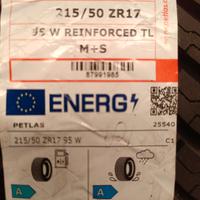 215/50 ZR17
95 W REINFORCED TL
M+S
87991985
ENERG
PETLAS
25540
215/50 ZR17 95 W
C1
A
A